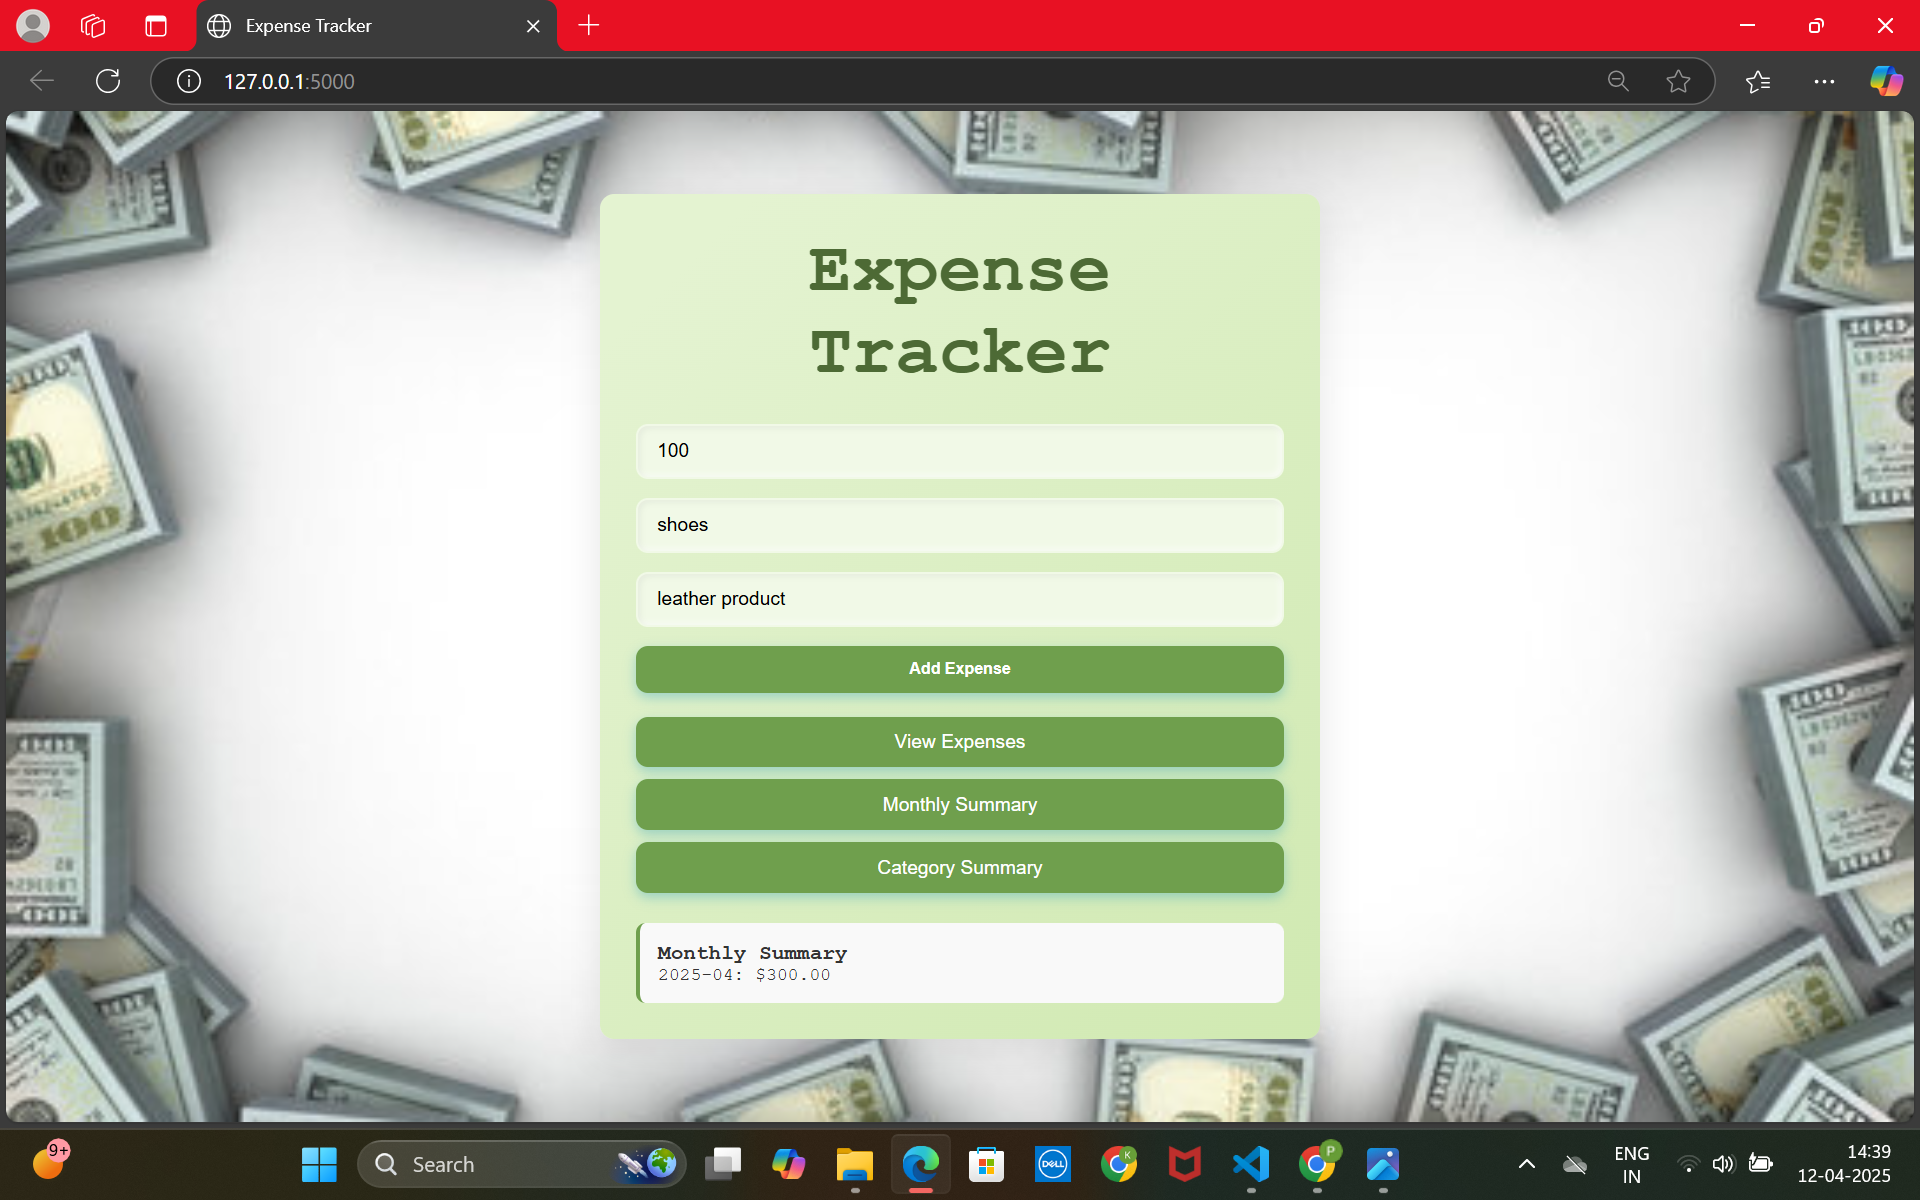 Expense Tracker
127.0.0.1:5000
Expense
Tracker
100
shoes
leather product
Add Expense
View Expenses
Monthly Summary
Category Summary
Monthly Summary
2025-04: $300.00
9+
Search
DELL
K
P
ENG
IN
14:39
12-04-2025